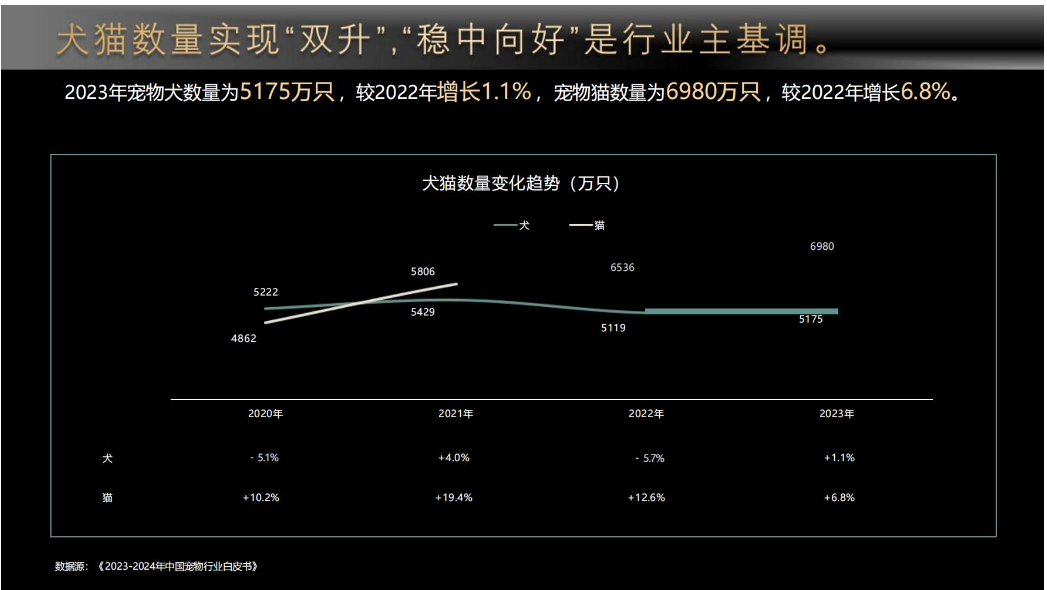 犬猫数量实现“双升”,“稳中向好”是行业主基调。
2023年宠物犬数量为5175万只，较2022年增长1.1%，宠物猫数量为6980万只，较2022年增长6.8%。
犬猫数量变化趋势（万只）
犬 猫
6980
6536
5806
5222
5429
5175
5119
4862
2020年 2021年 2022年 2023年
犬 - 5.1% +4.0% - 5.7% +1.1%
猫 +10.2% +19.4% +12.6% +6.8%
数据源：《2023-2024年中国宠物行业白皮书》